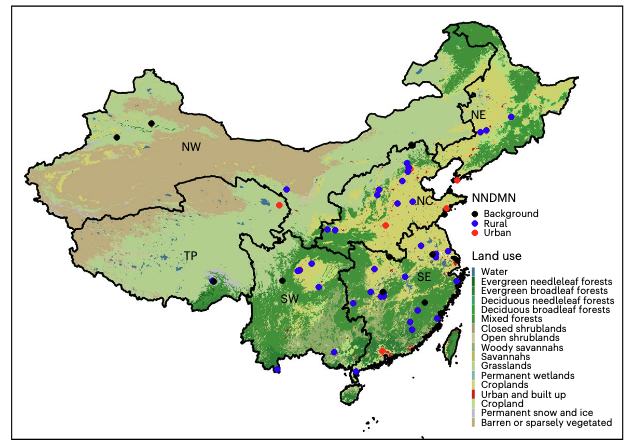 NE
NW
NC
NNDMN
Background
Rural
Urban
TP
SE
SW
Land use
Water
Evergreen needleleaf forests
Evergreen broadleaf forests
Deciduous needleleaf forests
Deciduous broadleaf forests
Mixed forests
Closed shrublands
Open shrublands
Woody savannahs
Savannahs
Grasslands
Permanent wetlands
Croplands
Urban and built up
Cropland
Permanent snow and ice
Barren or sparsely vegetated